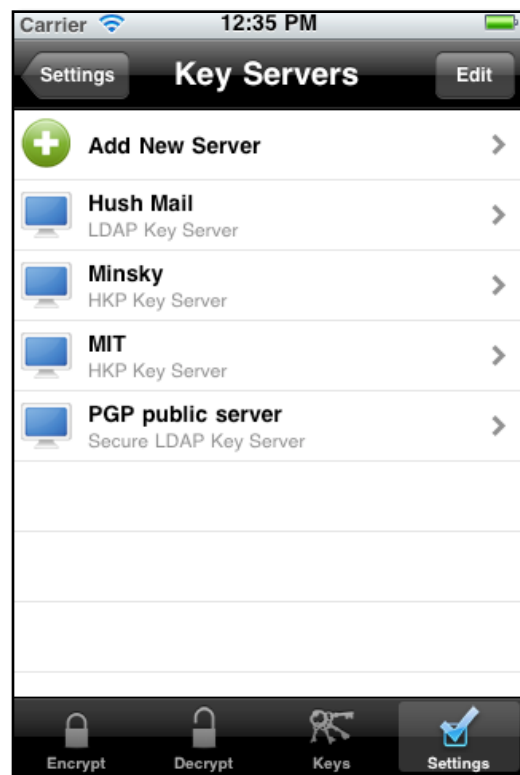 Carrier 12:35 PM
Settings Key Servers Edit
Add New Server
Hush Mail
LDAP Key Server
Minsky
HKP Key Server
MIT
HKP Key Server
PGP public server
Secure LDAP Key Server
Encrypt Decrypt Keys Settings